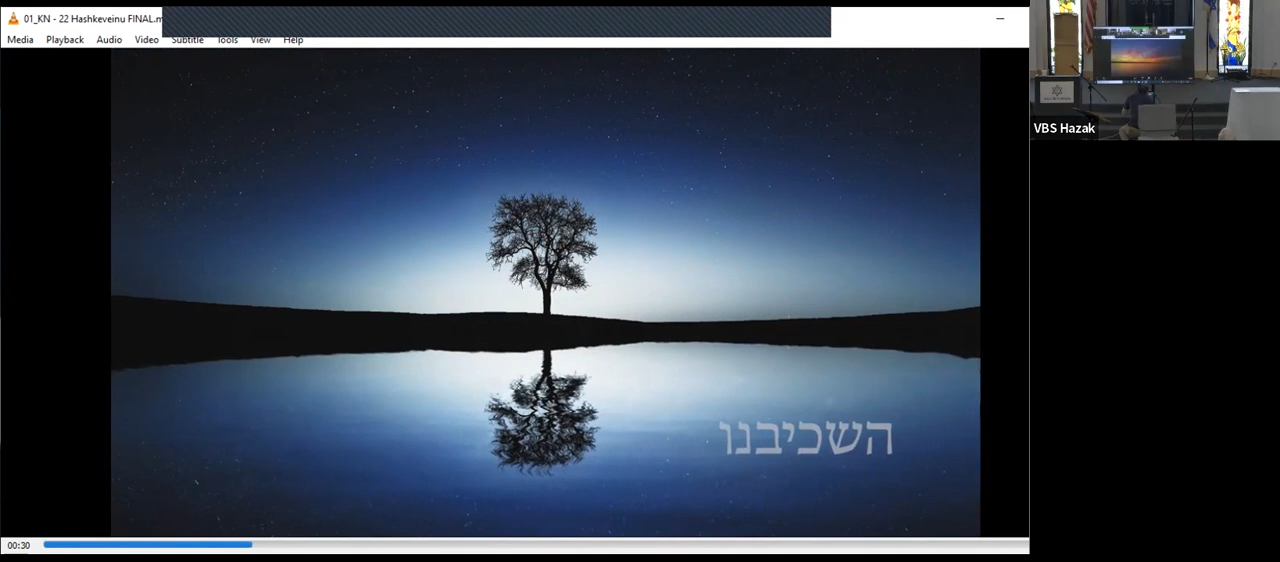 01_KN - 22 Hashkeveinu FINAL.m
Media Playback Audio Video Subtitle Tools View Help
השכיבנו
00:30
VBS Hazak